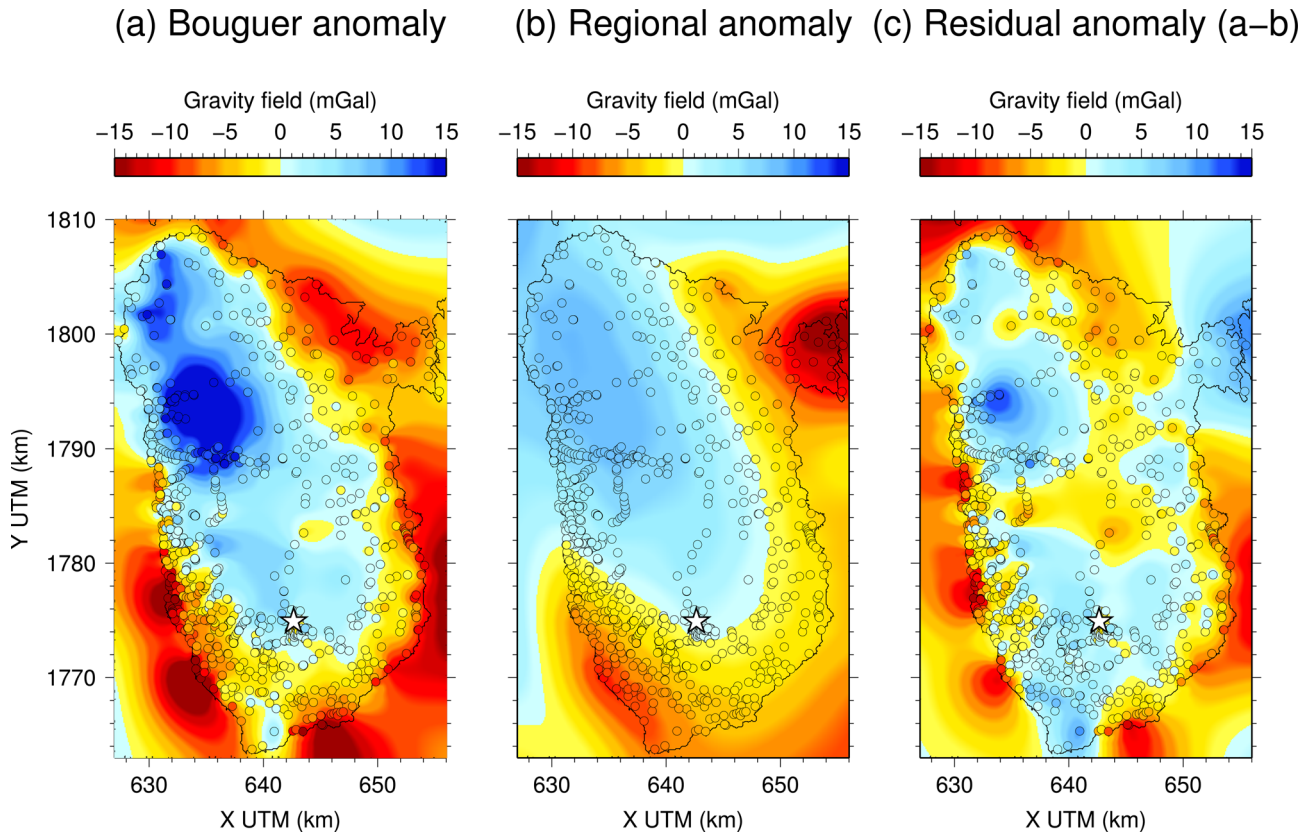 (a) Bouguer anomaly
(b) Regional anomaly
(c) Residual anomaly (a−b)
Gravity field (mGal)
Gravity field (mGal)
Gravity field (mGal)
−15 −10 −5 0 5 10 15
−15 −10 −5 0 5 10 15
−15 −10 −5 0 5 10 15
1810
1800
1790
1780
1770
Y UTM (km)
630 640 650
630 640 650
630 640 650
X UTM (km)
X UTM (km)
X UTM (km)